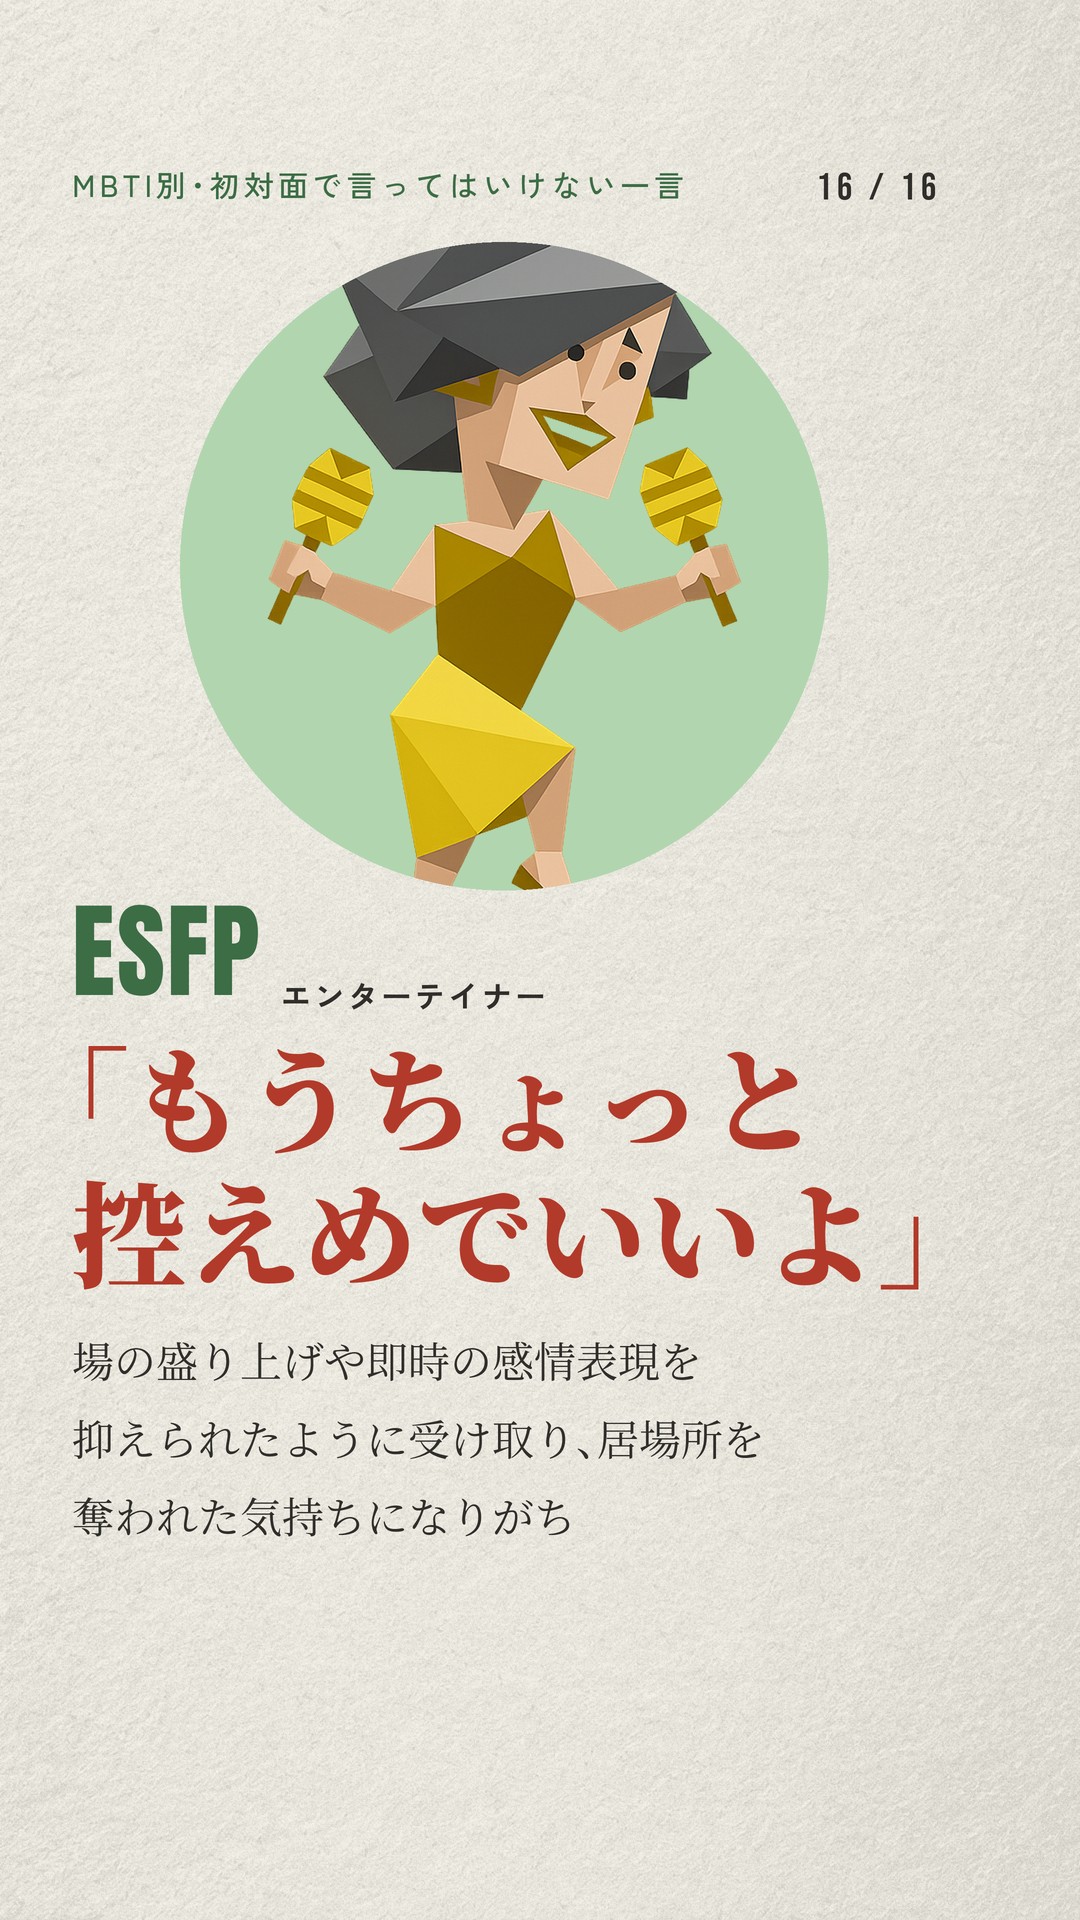 MBTI別・初対面で言ってはいけない一言
16 / 16
ESFP
エンターテイナー
「もうちょっと
控えめでいいよ」
場の盛り上げや即時の感情表現を
抑えられたように受け取り、居場所を
奪われた気持ちになりがち